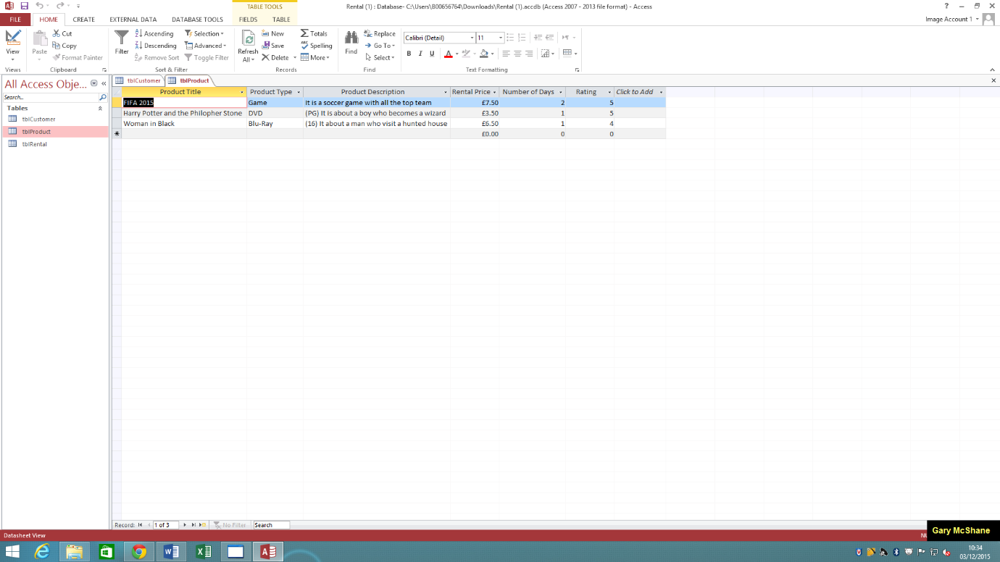 Rental (1) : Database- C:\Users\B00656764\Downloads\Rental (1).accdb (Access 2007 - 2013 file format) - Access
TABLE TOOLS
FILE HOME CREATE EXTERNAL DATA DATABASE TOOLS FIELDS TABLE
Image Account 1
View
Views
Paste
Cut
Copy
Format Painter
Clipboard
Filter
Ascending
Descending
Remove Sort
Selection
Advanced
Toggle Filter
Sort & Filter
Refresh
All
New
Save
Delete
Totals
Spelling
More
Records
Find
Replace
Go To
Select
Find
Calibri (Detail) 11
B I U A
Text Formatting
All Access Obje...
Search..
Tables
tblCustomer
tblProduct
tblRental
tblCustomer tblProduct
Product Title Product Type Product Description Rental Price Number of Days Rating Click to Add
FIFA 2015 Game It is a soccer game with all the top team £7.50 2 5
Harry Potter and the Philopher Stone DVD (PG) It is about a boy who becomes a wizard £3.50 1 5
Woman in Black Blu-Ray (16) It about a man who visit a hunted house £6.50 1 4
£0.00 0 0
Record: 1 of 3 No Filter Search
Datasheet View
Gary McShane
10:34
03/12/2015